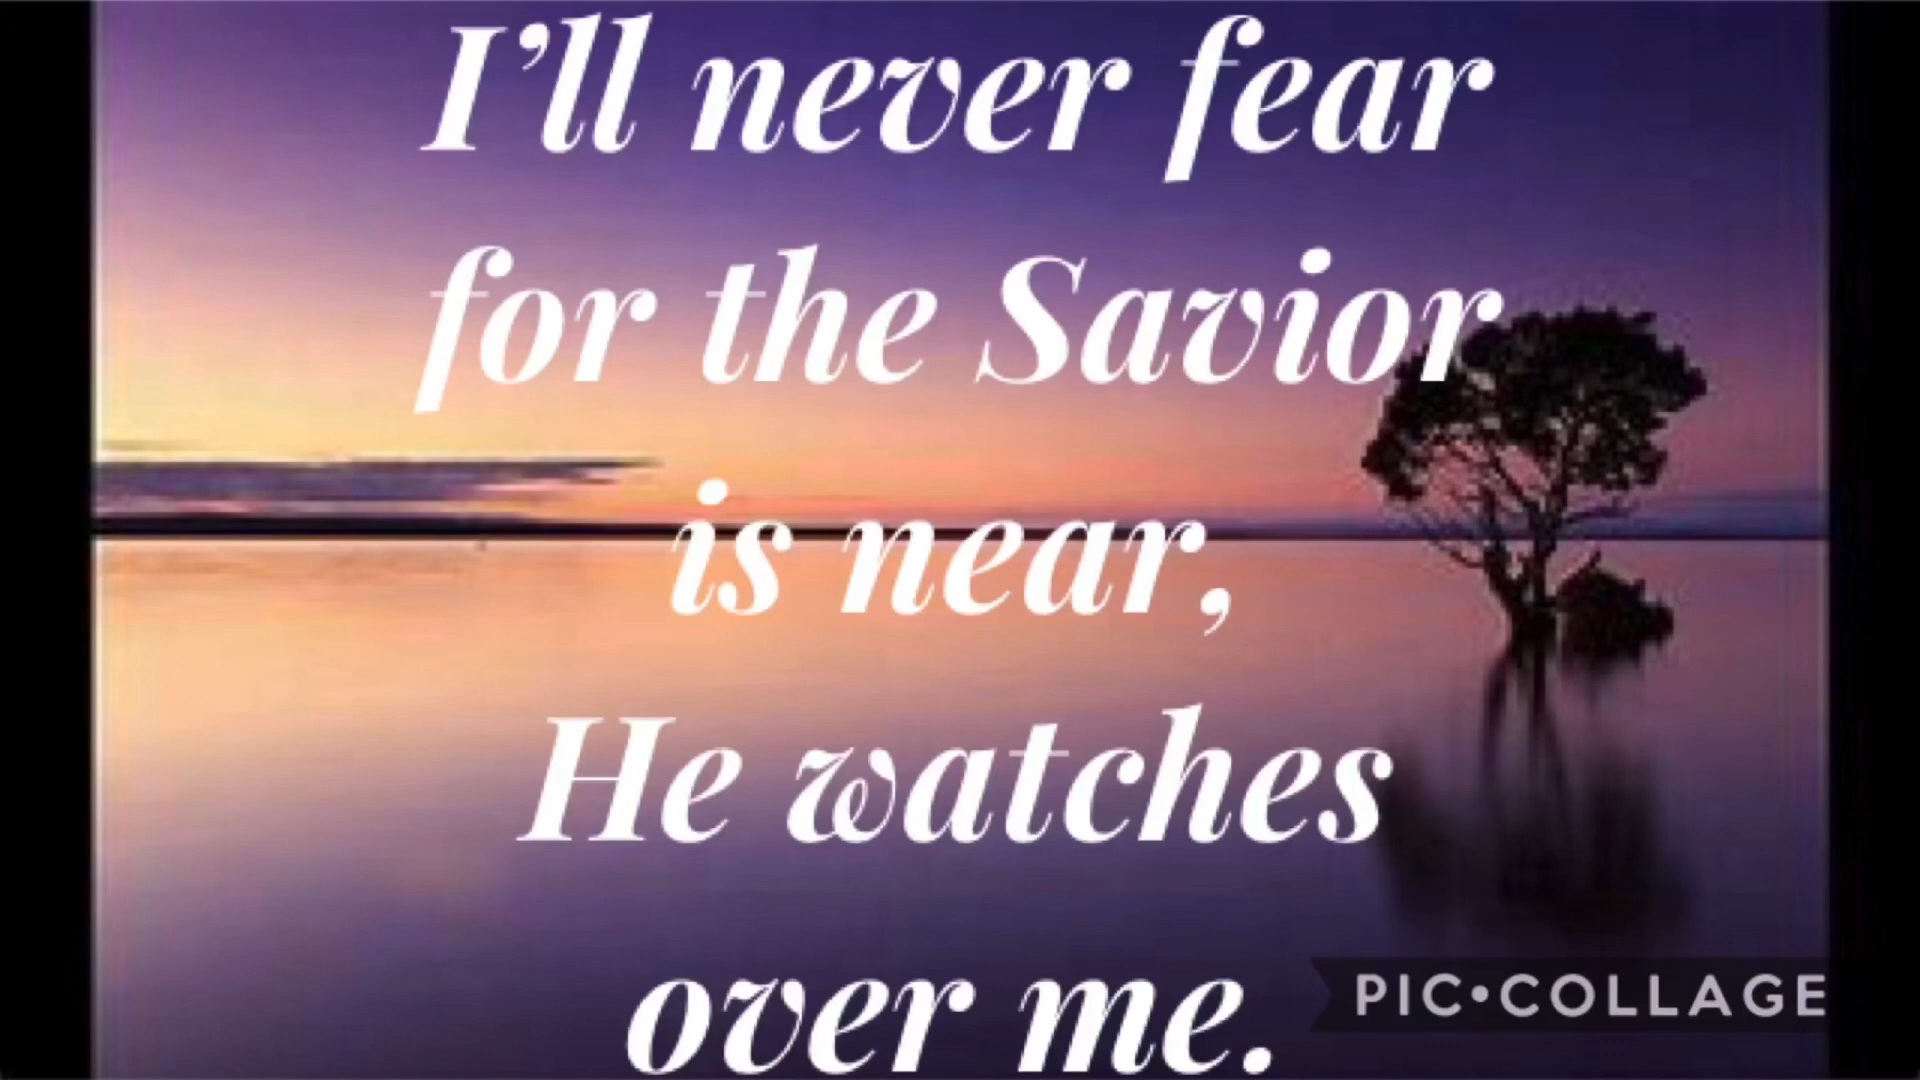 I’ll never fear
for the Savior
is near,
He watches
over me.
PIC•COLLAGE